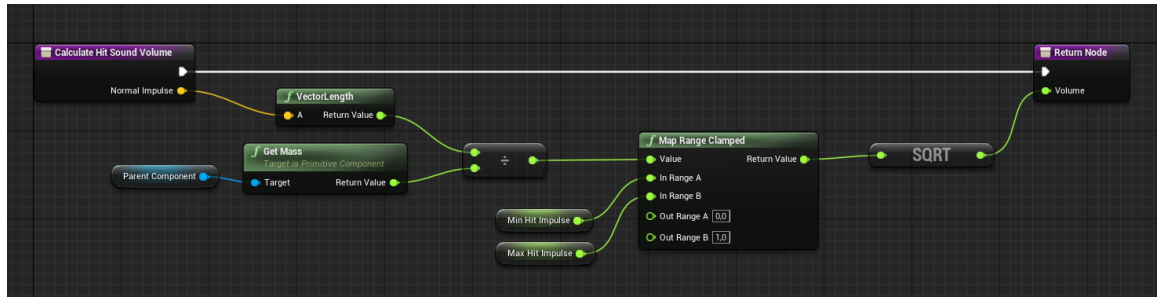 Calculate Hit Sound Volume
Normal Impulse
f VectorLength
A Return Value
f Get Mass
Target is Primitive Component
Parent Component
Target Return Value
÷
Min Hit Impulse
Max Hit Impulse
f Map Range Clamped
Value Return Value
In Range A
In Range B
Out Range A 0,0
Out Range B 1,0
SQRT
Return Node
Volume